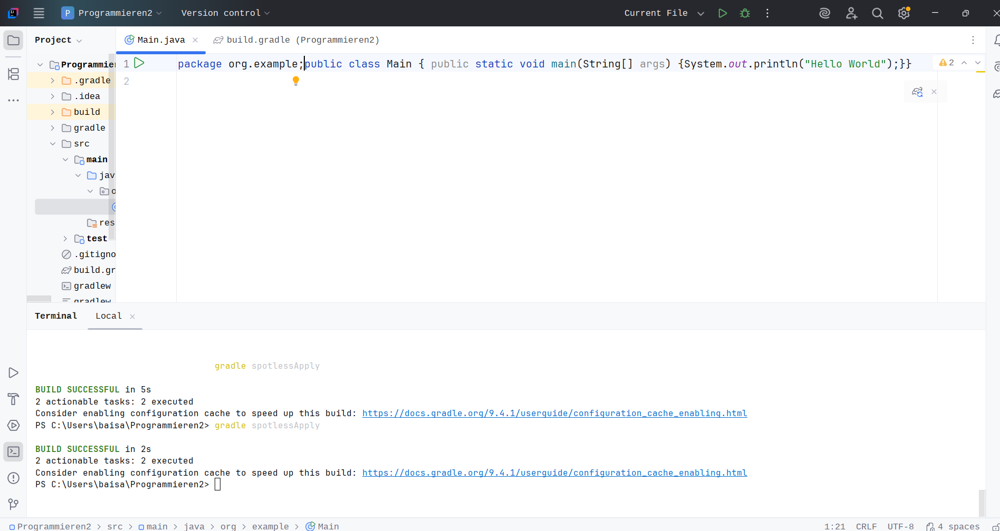 P Programmieren2 Version control Current File
Project
Main.java build.gradle (Programmieren2)
Programmier
.gradle
.idea
build
gradle
src
main
jav
o
res
test
.gitigno
build.gr
gradlew
gradlew
1 package org.example;public class Main { public static void main(String[] args) {System.out.println("Hello World");}}
2
2
Terminal Local
gradle spotlessApply
BUILD SUCCESSFUL in 5s
2 actionable tasks: 2 executed
Consider enabling configuration cache to speed up this build: https://docs.gradle.org/9.4.1/userguide/configuration_cache_enabling.html
PS C:\Users\baisa\Programmieren2> gradle spotlessApply
BUILD SUCCESSFUL in 2s
2 actionable tasks: 2 executed
Consider enabling configuration cache to speed up this build: https://docs.gradle.org/9.4.1/userguide/configuration_cache_enabling.html
PS C:\Users\baisa\Programmieren2>
Programmieren2 > src > main > java > org > example > Main 1:21 CRLF UTF-8 4 spaces